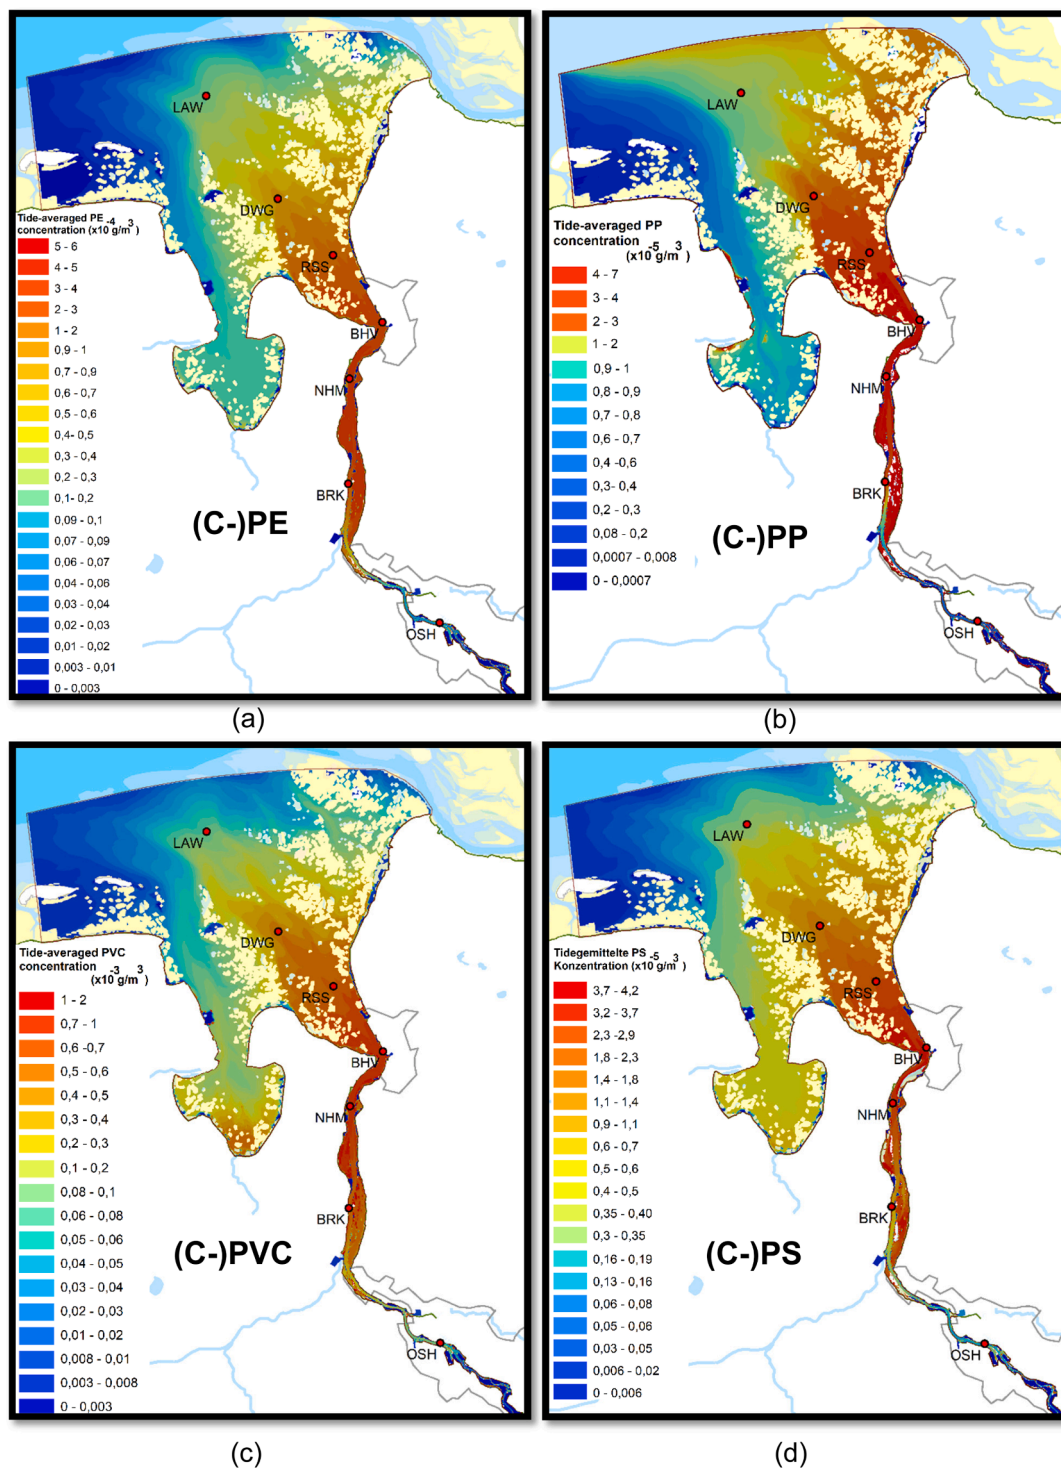 LAW
DWG
RSS
BHV
NHM
BRK
OSH
Tide-averaged PE
concentration (x10⁻⁴ g/m³)
5 - 6
4 - 5
3 - 4
2 - 3
1 - 2
0,9 - 1
0,7 - 0,9
0,6 - 0,7
0,5 - 0,6
0,4- 0,5
0,3 - 0,4
0,2 - 0,3
0,1- 0,2
0,09 - 0,1
0,07 - 0,09
0,06 - 0,07
0,04 - 0,06
0,03 - 0,04
0,02 - 0,03
0,01 - 0,02
0,003 - 0,01
0 - 0,003
(C-)PE
(a)
LAW
DWG
RSS
BHV
NHM
BRK
OSH
Tide-averaged PP
concentration (x10⁻⁵ g/m³)
4 - 7
3 - 4
2 - 3
1 - 2
0,9 - 1
0,8 - 0,9
0,7 - 0,8
0,6 - 0,7
0,4 -0,6
0,3- 0,4
0,2 - 0,3
0,08 - 0,2
0,0007 - 0,008
0 - 0,0007
(C-)PP
(b)
LAW
DWG
RSS
BHV
NHM
BRK
OSH
Tide-averaged PVC
concentration (x10⁻³ g/m³)
1 - 2
0,7 - 1
0,6 -0,7
0,5 - 0,6
0,4 - 0,5
0,3 - 0,4
0,2 - 0,3
0,1 - 0,2
0,08 - 0,1
0,06 - 0,08
0,05 - 0,06
0,04 - 0,05
0,03 - 0,04
0,02 - 0,03
0,01 - 0,02
0,008 - 0,01
0,003 - 0,008
0 - 0,003
(C-)PVC
(c)
LAW
DWG
RSS
BHV
NHM
BRK
OSH
Tidegemittelte PS
Konzentration (x10⁻⁵ g/m³)
3,7 - 4,2
3,2 - 3,7
2,3 -2,9
1,8 - 2,3
1,4 - 1,8
1,1 - 1,4
0,9 - 1,1
0,6 - 0,7
0,5 - 0,6
0,4 - 0,5
0,35 - 0,40
0,3 - 0,35
0,16 - 0,19
0,13 - 0,16
0,06 - 0,08
0,05 - 0,06
0,03 - 0,05
0,006 - 0,02
0 - 0,006
(C-)PS
(d)